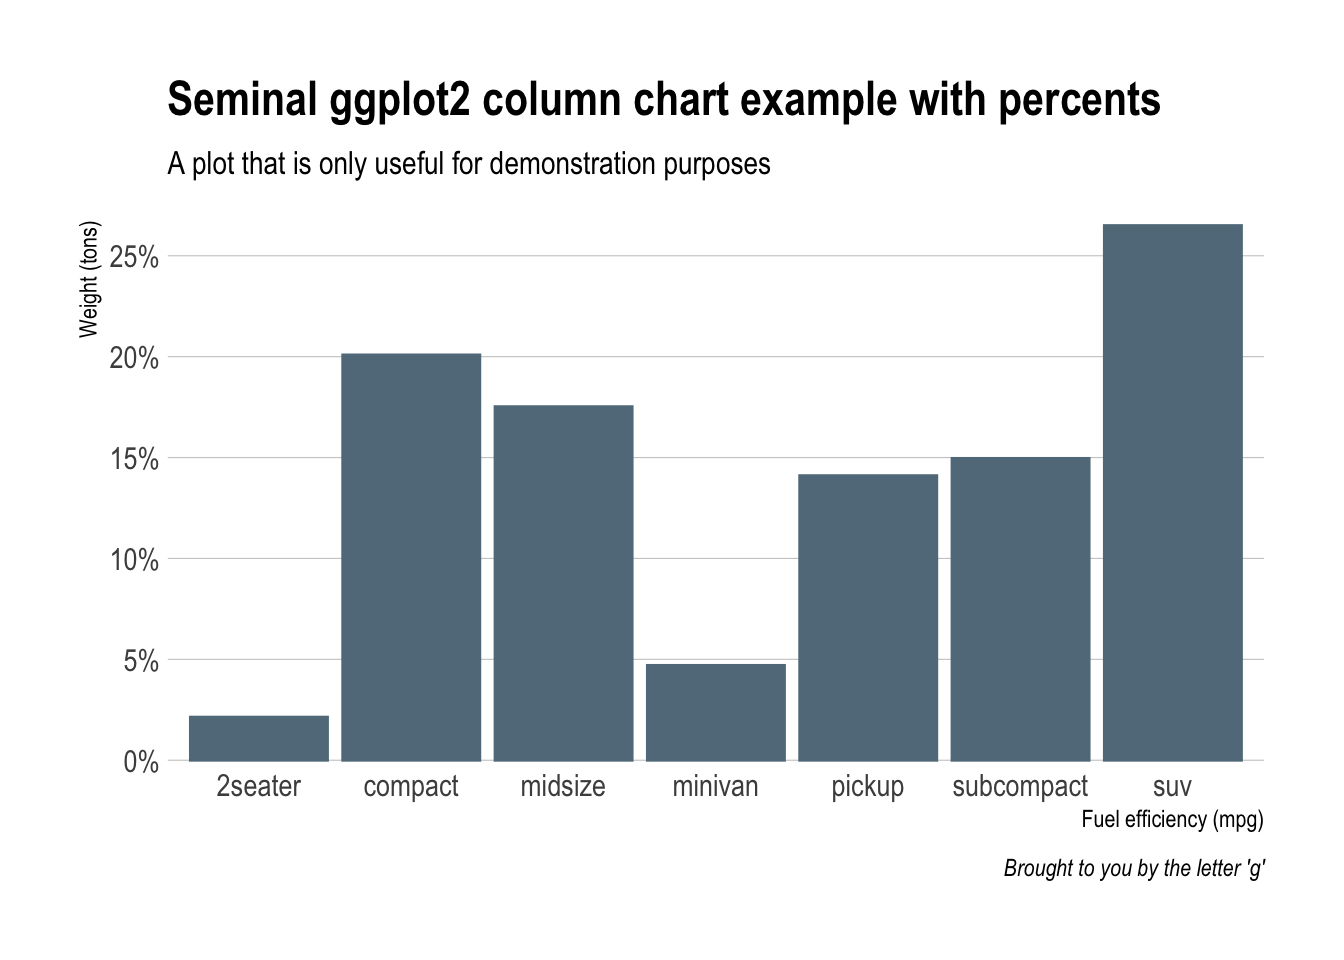 Seminal ggplot2 column chart example with percents
A plot that is only useful for demonstration purposes
Weight (tons)
25%
20%
15%
10%
5%
0%
2seater compact midsize minivan pickup subcompact suv
Fuel efficiency (mpg)
Brought to you by the letter 'g'